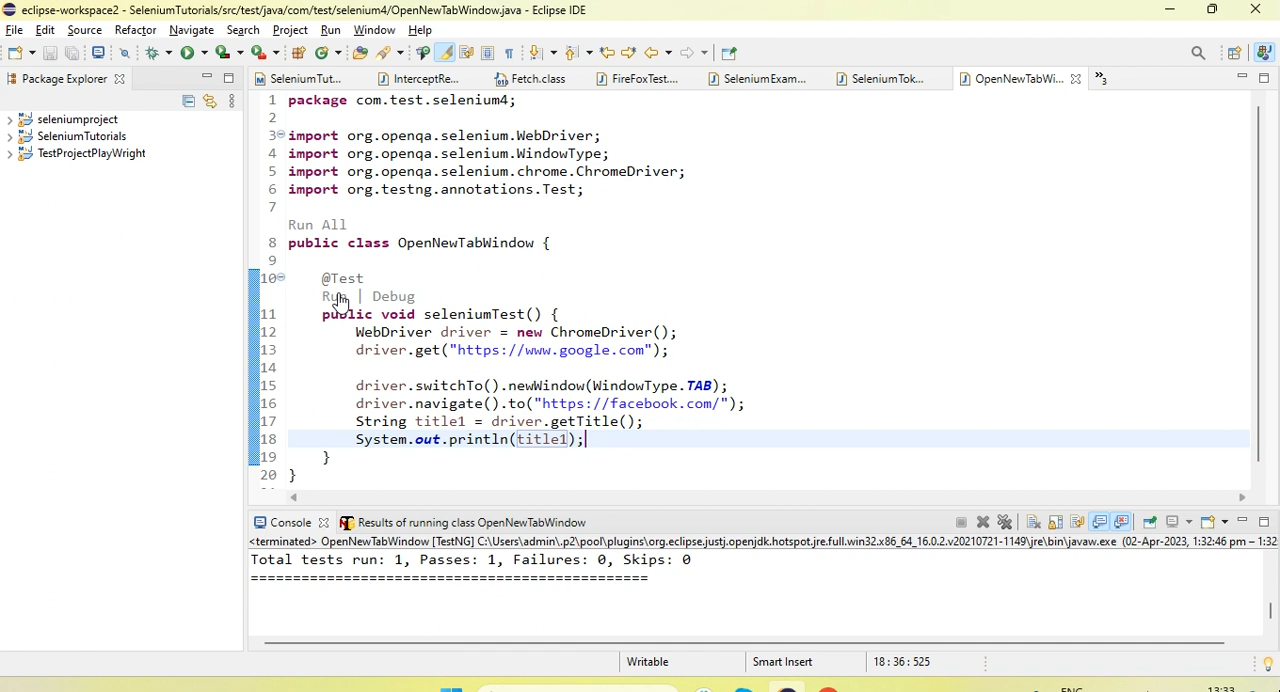 eclipse-workspace2 - SeleniumTutorials/src/test/java/com/test/selenium4/OpenNewTabWindow.java - Eclipse IDE
File Edit Source Refactor Navigate Search Project Run Window Help
Package Explorer
SeleniumTut... InterceptRe... Fetch.class FireFoxTest.... SeleniumExam... SeleniumTok... OpenNewTabWi... »3
seleniumproject
SeleniumTutorials
TestProjectPlayWright
1 package com.test.selenium4;
2
3 import org.openqa.selenium.WebDriver;
4 import org.openqa.selenium.WindowType;
5 import org.openqa.selenium.chrome.ChromeDriver;
6 import org.testng.annotations.Test;
7
Run All
8 public class OpenNewTabWindow {
9
10 @Test
Run | Debug
11 public void seleniumTest() {
12 WebDriver driver = new ChromeDriver();
13 driver.get("https://www.google.com");
14
15 driver.switchTo().newWindow(WindowType.TAB);
16 driver.navigate().to("https://facebook.com/");
17 String title1 = driver.getTitle();
18 System.out.println(title1);
19 }
20 }
Console Results of running class OpenNewTabWindow
<terminated> OpenNewTabWindow [TestNG] C:\Users\admin\.p2\pool\plugins\org.eclipse.justj.openjdk.hotspot.jre.full.win32.x86_64_16.0.2.v20210721-1149\jre\bin\javaw.exe (02-Apr-2023, 1:32:46 pm – 1:32
Total tests run: 1, Passes: 1, Failures: 0, Skips: 0
===============================================
Writable Smart Insert 18 : 36 : 525
ENG 13:33